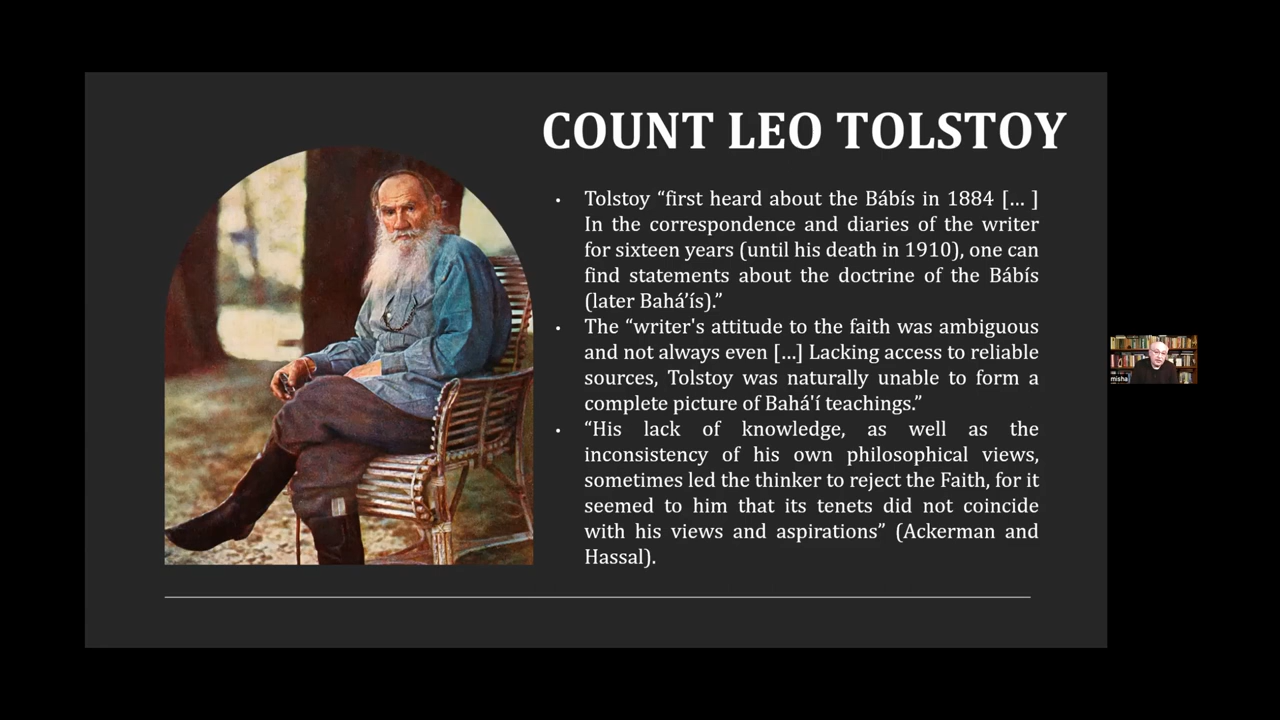 COUNT LEO TOLSTOY
• Tolstoy “first heard about the Bábís in 1884 [... ]
In the correspondence and diaries of the writer
for sixteen years (until his death in 1910), one can
find statements about the doctrine of the Bábís
(later Bahá’ís).”
• The “writer's attitude to the faith was ambiguous
and not always even [...] Lacking access to reliable
sources, Tolstoy was naturally unable to form a
complete picture of Bahá'í teachings.”
• “His lack of knowledge, as well as the
inconsistency of his own philosophical views,
sometimes led the thinker to reject the Faith, for it
seemed to him that its tenets did not coincide
with his views and aspirations” (Ackerman and
Hassal).
misha